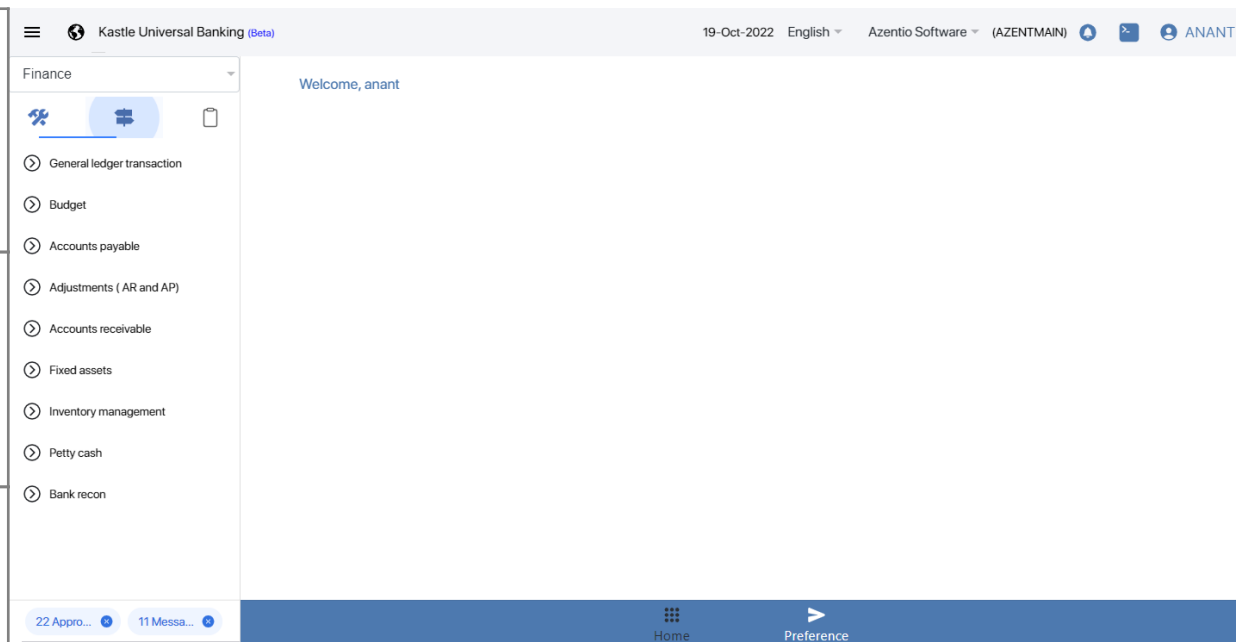 Kastle Universal Banking (Beta)
19-Oct-2022 English Azentio Software (AZENTMAIN) ANANT
Finance
Welcome, anant
General ledger transaction
Budget
Accounts payable
Adjustments ( AR and AP)
Accounts receivable
Fixed assets
Inventory management
Petty cash
Bank recon
22 Appro...
11 Messa...
Home
Preference